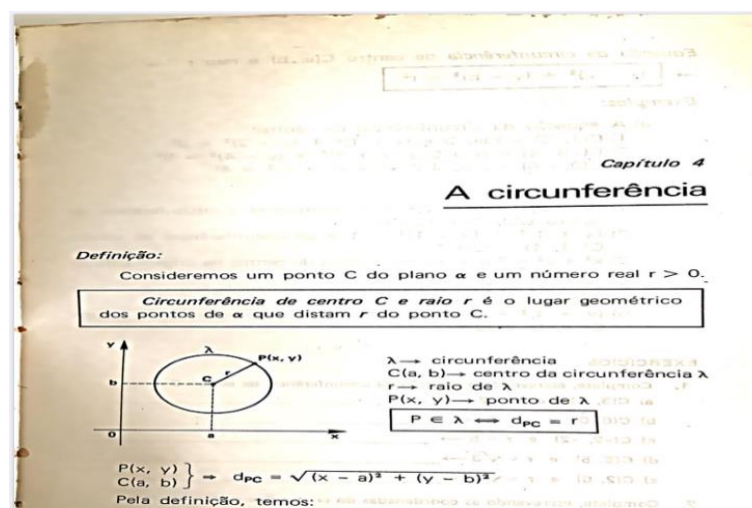 Capítulo 4
A circunferência
Definição:
Consideremos um ponto C do plano α e um número real r > 0.
Circunferência de centro C e raio r é o lugar geométrico
dos pontos de α que distam r do ponto C.
y
λ
P(x, y)
r
b
C
0
a
x
λ → circunferência
C(a, b) → centro da circunferência λ
r → raio de λ
P(x, y) → ponto de λ
P ∈ λ ⟷ d_PC = r
P(x, y)
C(a, b) } ⇒ d_PC = √(x − a)² + (y − b)²
Pela definição, temos: